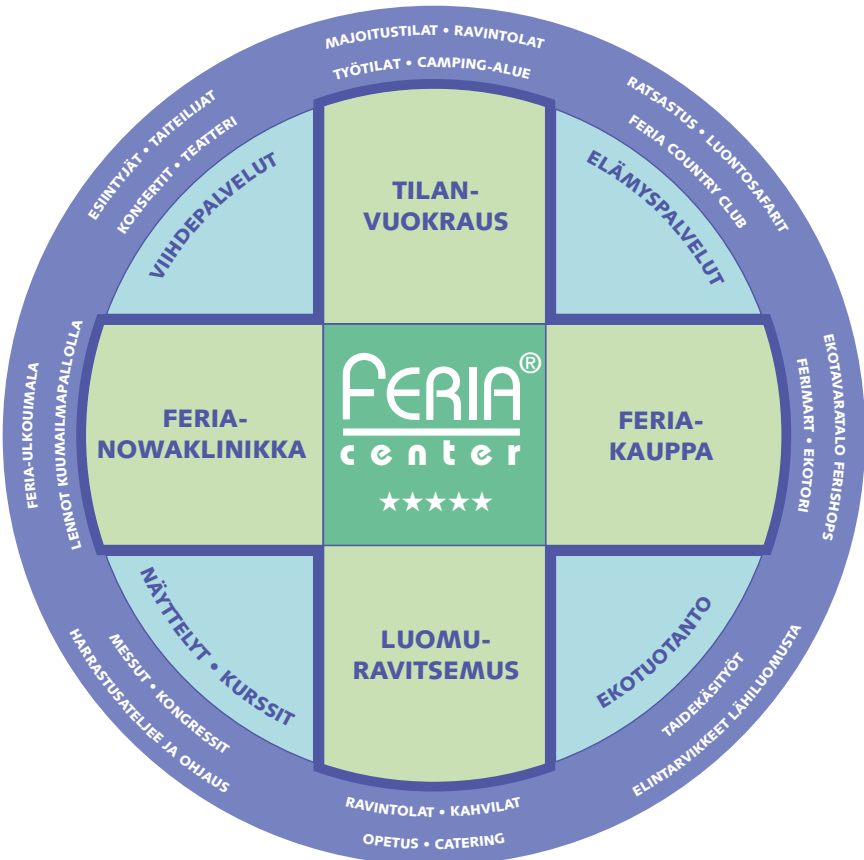 MAJOITUSTILAT • RAVINTOLAT
TYÖTILAT • CAMPING-ALUE
ESIINTYJÄT • TAITEILIJAT
KONSERTIT • TEATTERI
RATSASTUS • LUONTOSAFARIT
FERIA COUNTRY CLUB
VIIHDEPALVELUT
TILAN-
VUOKRAUS
ELÄMYSPALVELUT
FERIA-ULKOUIMALA
LENNOT KUUMAILMAPALLOLLA
FERIA-
NOWAKLINIKKA
FERIA®
center
★★★★★
FERIA-
KAUPPA
EKOTAVARATALO FERISHOPS
FERIMART • EKOTORI
NÄYTTELYT • KURSSIT
LUOMU-
RAVITSEMUS
EKOTUOTANTO
MESSUT • KONGRESSIT
HARRASTUSATELJEE JA OHJAUS
TAIDEKÄSITYÖT
ELINTARVIKKEET LÄHILUOMUSTA
RAVINTOLAT • KAHVILAT
OPETUS • CATERING